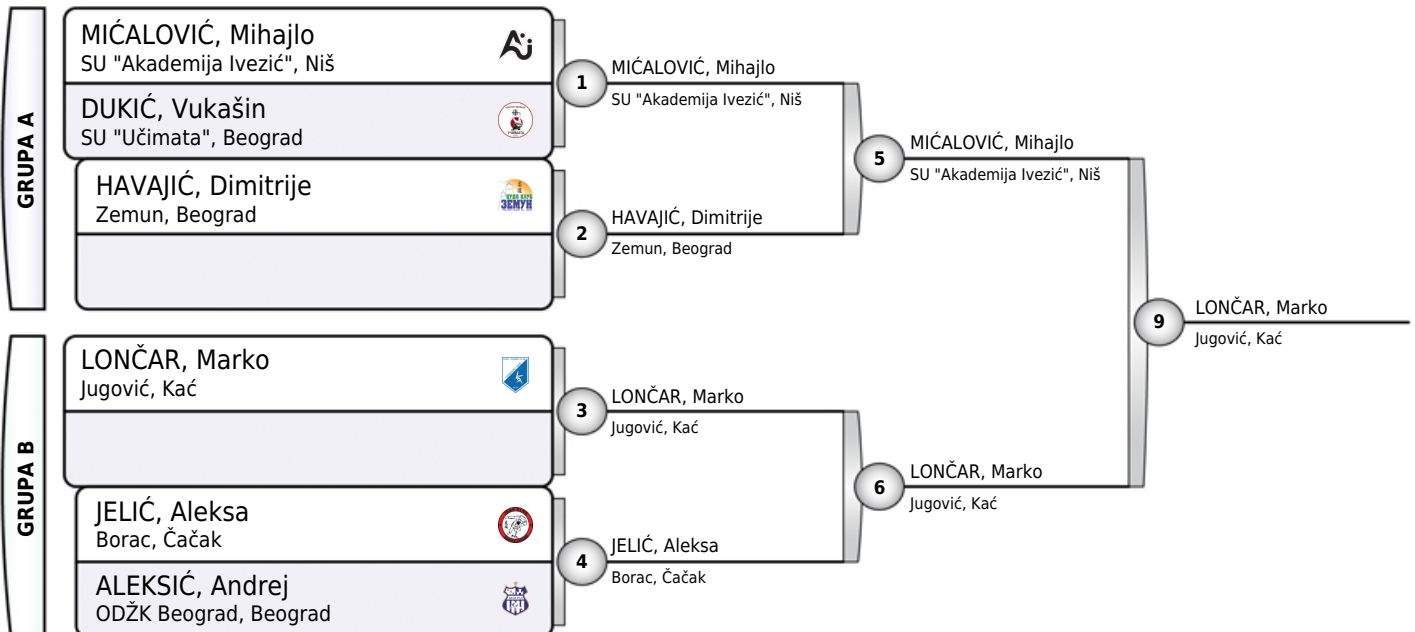 GRUPA A
MIĆALOVIĆ, Mihajlo
SU "Akademija Ivezić", Niš
DUKIĆ, Vukašin
SU "Učimata", Beograd
HAVAJIĆ, Dimitrije
Zemun, Beograd
ЗЕМУН
1
MIĆALOVIĆ, Mihajlo
SU "Akademija Ivezić", Niš
2
HAVAJIĆ, Dimitrije
Zemun, Beograd
5
MIĆALOVIĆ, Mihajlo
SU "Akademija Ivezić", Niš
GRUPA B
LONČAR, Marko
Jugović, Kać
JELIĆ, Aleksa
Borac, Čačak
ALEKSIĆ, Andrej
ODŽK Beograd, Beograd
3
LONČAR, Marko
Jugović, Kać
4
JELIĆ, Aleksa
Borac, Čačak
6
LONČAR, Marko
Jugović, Kać
9
LONČAR, Marko
Jugović, Kać